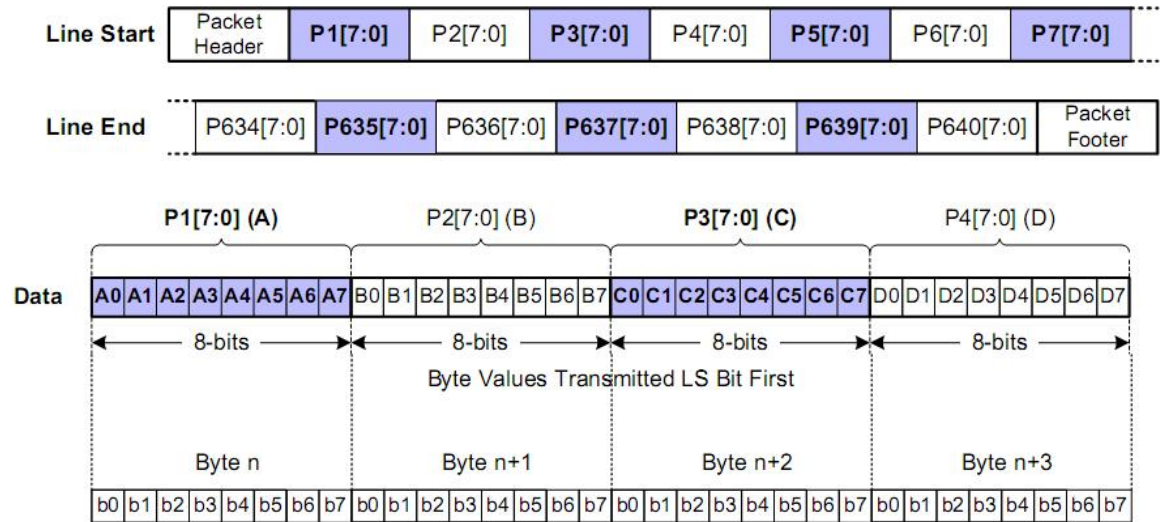 Line Start Packet Header P1[7:0] P2[7:0] P3[7:0] P4[7:0] P5[7:0] P6[7:0] P7[7:0]
Line End P634[7:0] P635[7:0] P636[7:0] P637[7:0] P638[7:0] P639[7:0] P640[7:0] Packet Footer
P1[7:0] (A) P2[7:0] (B) P3[7:0] (C) P4[7:0] (D)
Data A0 A1 A2 A3 A4 A5 A6 A7 B0 B1 B2 B3 B4 B5 B6 B7 C0 C1 C2 C3 C4 C5 C6 C7 D0 D1 D2 D3 D4 D5 D6 D7
8-bits 8-bits 8-bits 8-bits
Byte Values Transmitted LS Bit First
Byte n Byte n+1 Byte n+2 Byte n+3
b0 b1 b2 b3 b4 b5 b6 b7 b0 b1 b2 b3 b4 b5 b6 b7 b0 b1 b2 b3 b4 b5 b6 b7 b0 b1 b2 b3 b4 b5 b6 b7